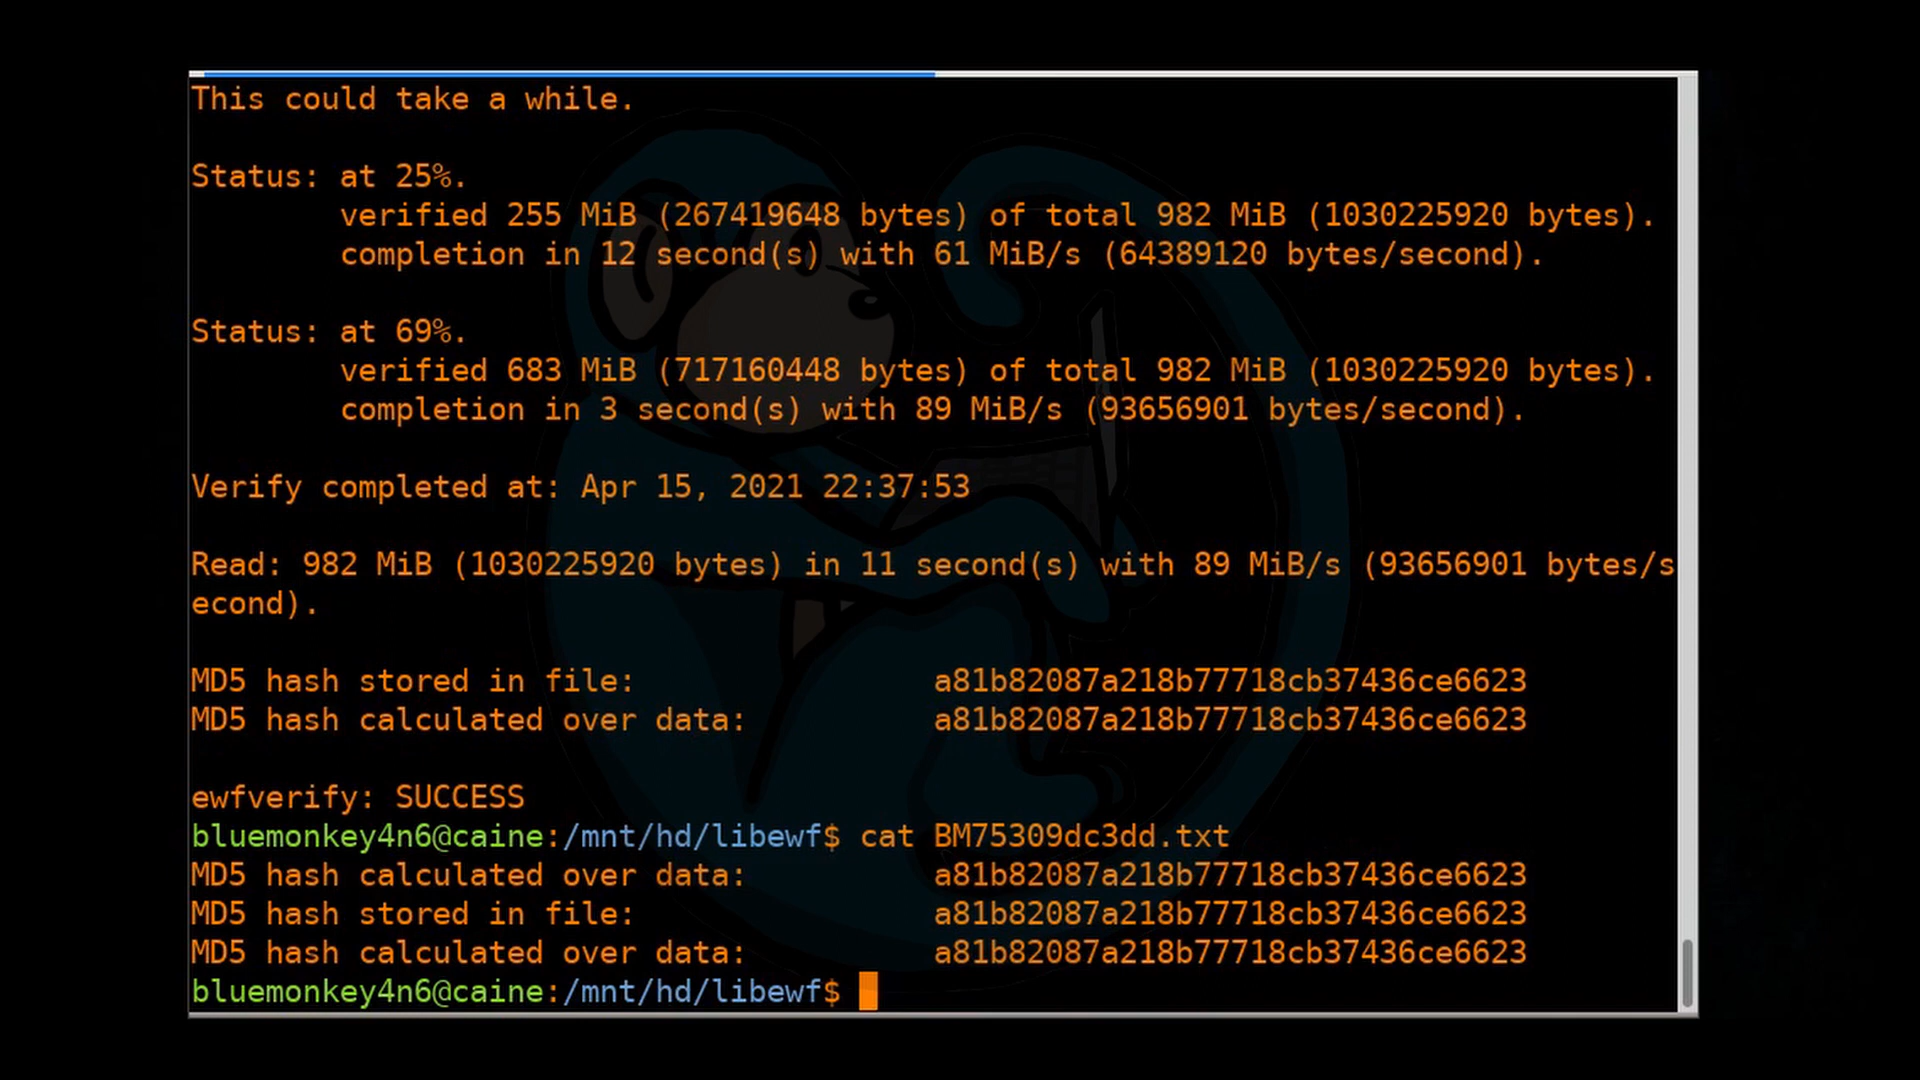 This could take a while.
Status: at 25%.
verified 255 MiB (267419648 bytes) of total 982 MiB (1030225920 bytes).
completion in 12 second(s) with 61 MiB/s (64389120 bytes/second).
Status: at 69%.
verified 683 MiB (717160448 bytes) of total 982 MiB (1030225920 bytes).
completion in 3 second(s) with 89 MiB/s (93656901 bytes/second).
Verify completed at: Apr 15, 2021 22:37:53
Read: 982 MiB (1030225920 bytes) in 11 second(s) with 89 MiB/s (93656901 bytes/s
econd).
MD5 hash stored in file: a81b82087a218b77718cb37436ce6623
MD5 hash calculated over data: a81b82087a218b77718cb37436ce6623
ewfverify: SUCCESS
bluemonkey4n6@caine:/mnt/hd/libewf$ cat BM75309dc3dd.txt
MD5 hash calculated over data: a81b82087a218b77718cb37436ce6623
MD5 hash stored in file: a81b82087a218b77718cb37436ce6623
MD5 hash calculated over data: a81b82087a218b77718cb37436ce6623
bluemonkey4n6@caine:/mnt/hd/libewf$